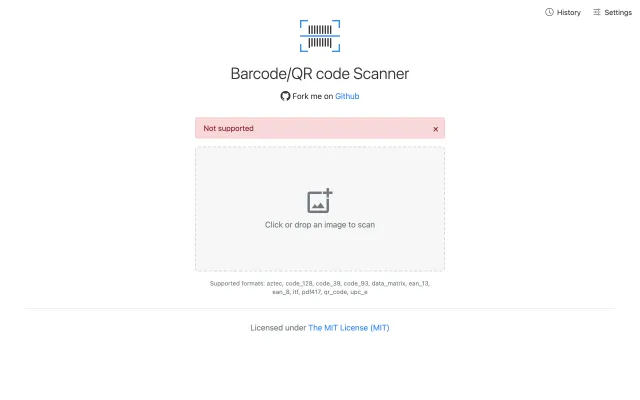 History
Settings
Barcode/QR code Scanner
Fork me on Github
Not supported ×
Click or drop an image to scan
Supported formats: aztec, code_128, code_39, code_93, data_matrix, ean_13,
ean_8, itf, pdf417, qr_code, upc_e
Licensed under The MIT License (MIT)